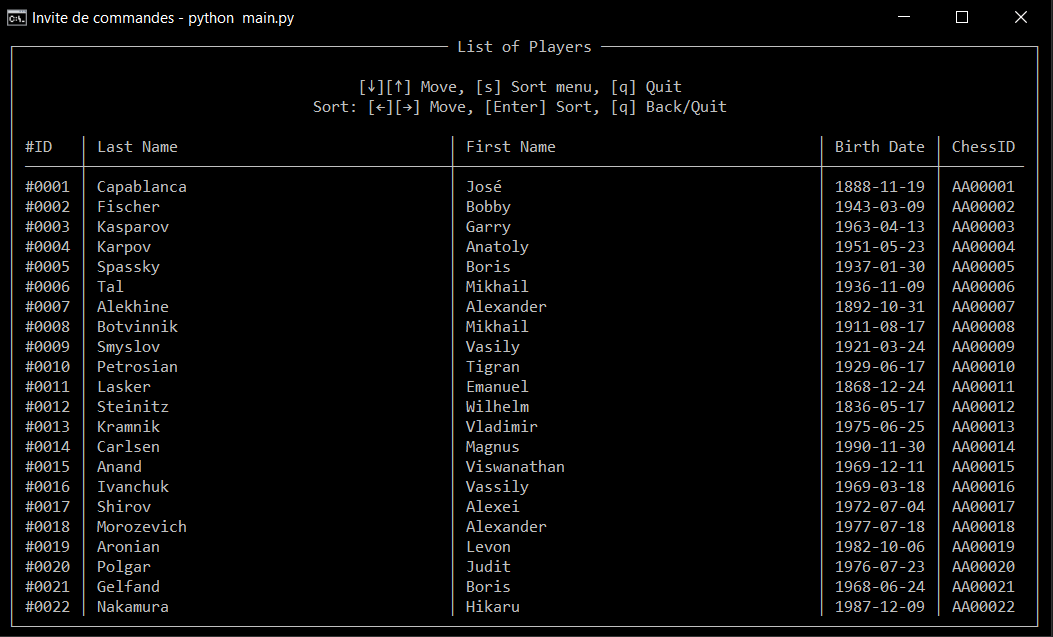 Invite de commandes - python  main.py
List of Players
[↓][↑] Move, [s] Sort menu, [q] Quit
Sort: [←][→] Move, [Enter] Sort, [q] Back/Quit
#ID Last Name First Name Birth Date ChessID
#0001 Capablanca José 1888-11-19 AA00001
#0002 Fischer Bobby 1943-03-09 AA00002
#0003 Kasparov Garry 1963-04-13 AA00003
#0004 Karpov Anatoly 1951-05-23 AA00004
#0005 Spassky Boris 1937-01-30 AA00005
#0006 Tal Mikhail 1936-11-09 AA00006
#0007 Alekhine Alexander 1892-10-31 AA00007
#0008 Botvinnik Mikhail 1911-08-17 AA00008
#0009 Smyslov Vasily 1921-03-24 AA00009
#0010 Petrosian Tigran 1929-06-17 AA00010
#0011 Lasker Emanuel 1868-12-24 AA00011
#0012 Steinitz Wilhelm 1836-05-17 AA00012
#0013 Kramnik Vladimir 1975-06-25 AA00013
#0014 Carlsen Magnus 1990-11-30 AA00014
#0015 Anand Viswanathan 1969-12-11 AA00015
#0016 Ivanchuk Vassily 1969-03-18 AA00016
#0017 Shirov Alexei 1972-07-04 AA00017
#0018 Morozevich Alexander 1977-07-18 AA00018
#0019 Aronian Levon 1982-10-06 AA00019
#0020 Polgar Judit 1976-07-23 AA00020
#0021 Gelfand Boris 1968-06-24 AA00021
#0022 Nakamura Hikaru 1987-12-09 AA00022